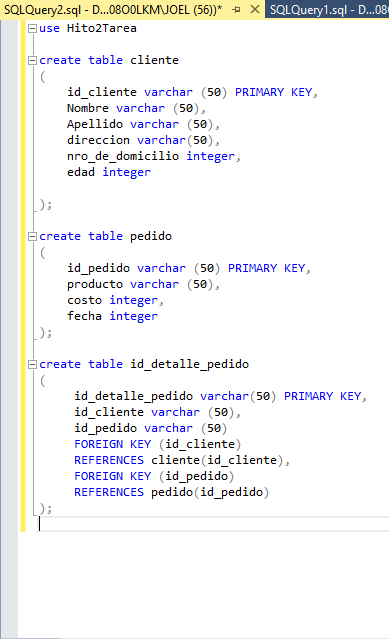 SQLQuery2.sql - D...08O0LKM\JOEL (56))* SQLQuery1.sql - D...08O
use Hito2Tarea
create table cliente
(
id_cliente varchar (50) PRIMARY KEY,
Nombre varchar (50),
Apellido varchar (50),
direccion varchar(50),
nro_de_domicilio integer,
edad integer
);
create table pedido
(
id_pedido varchar (50) PRIMARY KEY,
producto varchar (50),
costo integer,
fecha integer
);
create table id_detalle_pedido
(
id_detalle_pedido varchar(50) PRIMARY KEY,
id_cliente varchar (50),
id_pedido varchar (50)
FOREIGN KEY (id_cliente)
REFERENCES cliente(id_cliente),
FOREIGN KEY (id_pedido)
REFERENCES pedido(id_pedido)
);